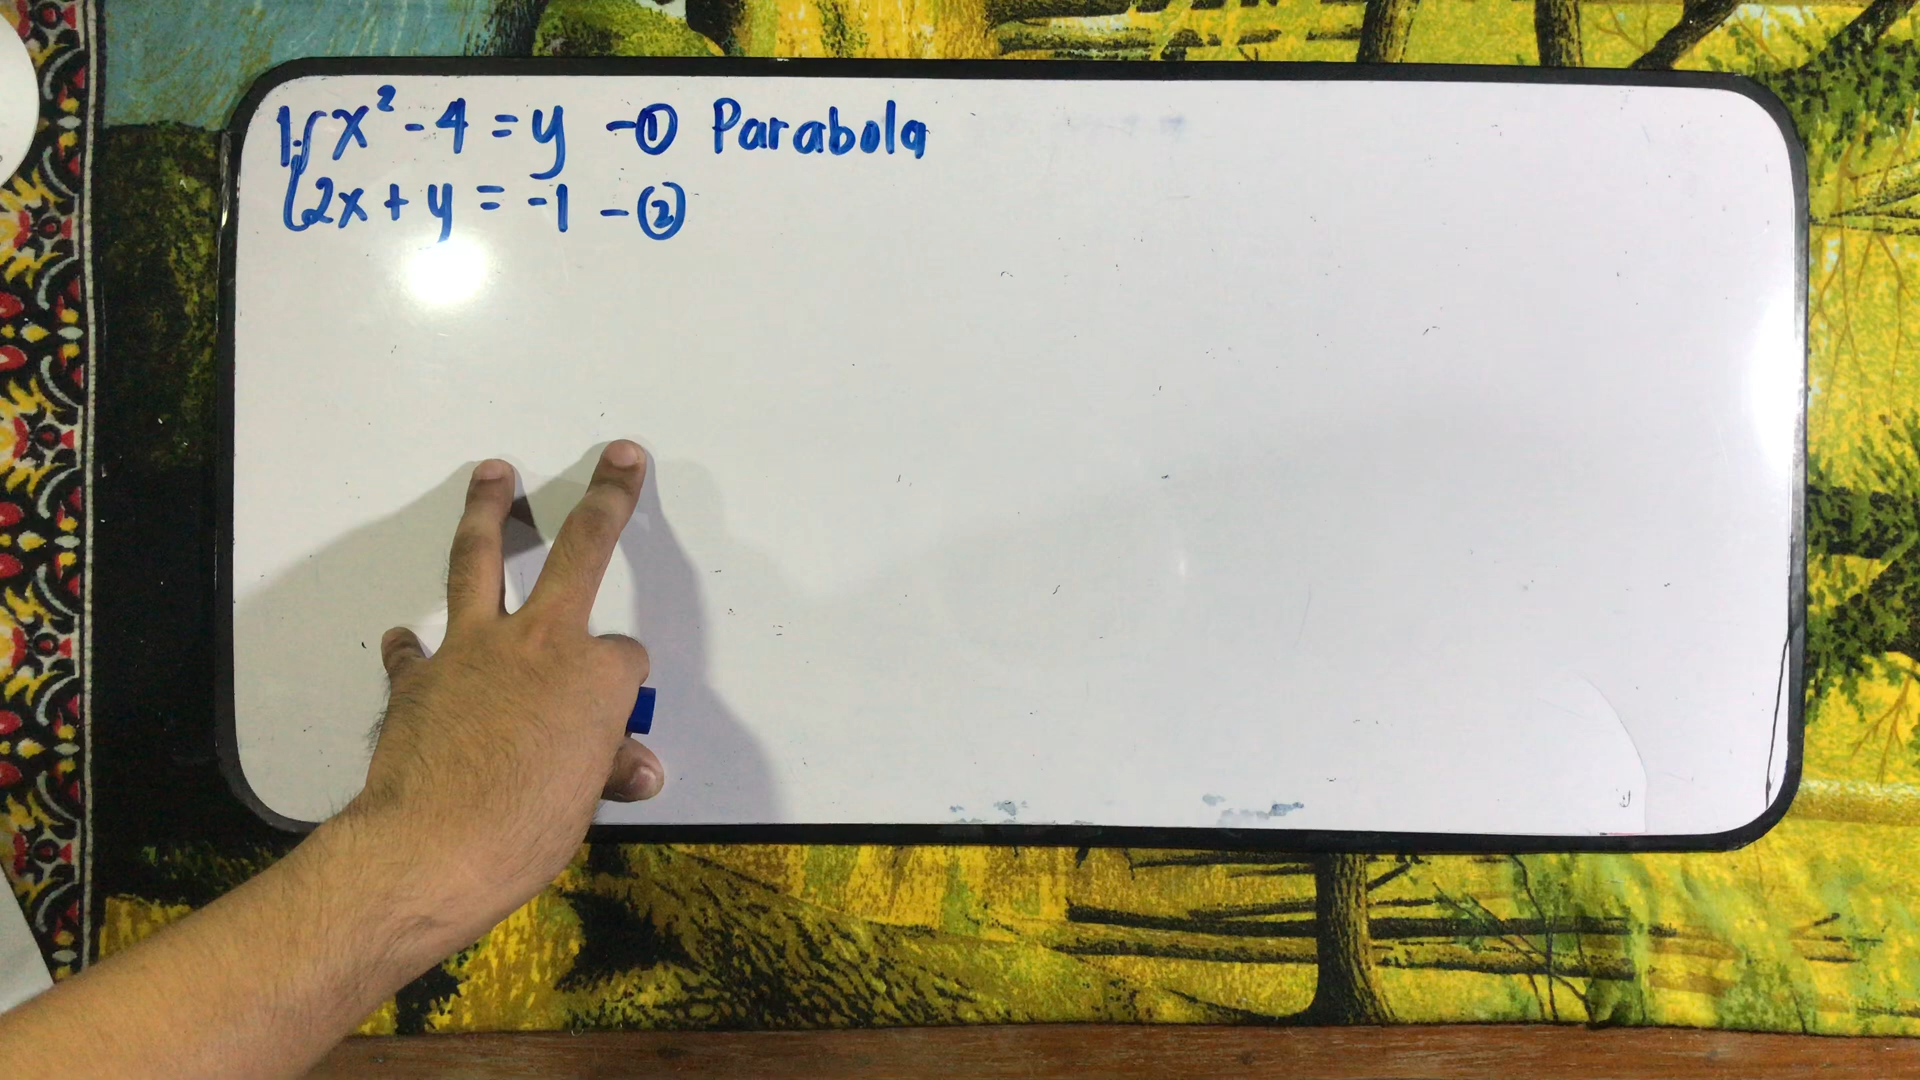 1. { x² - 4 = y - ① Parabola
2x + y = -1 - ②